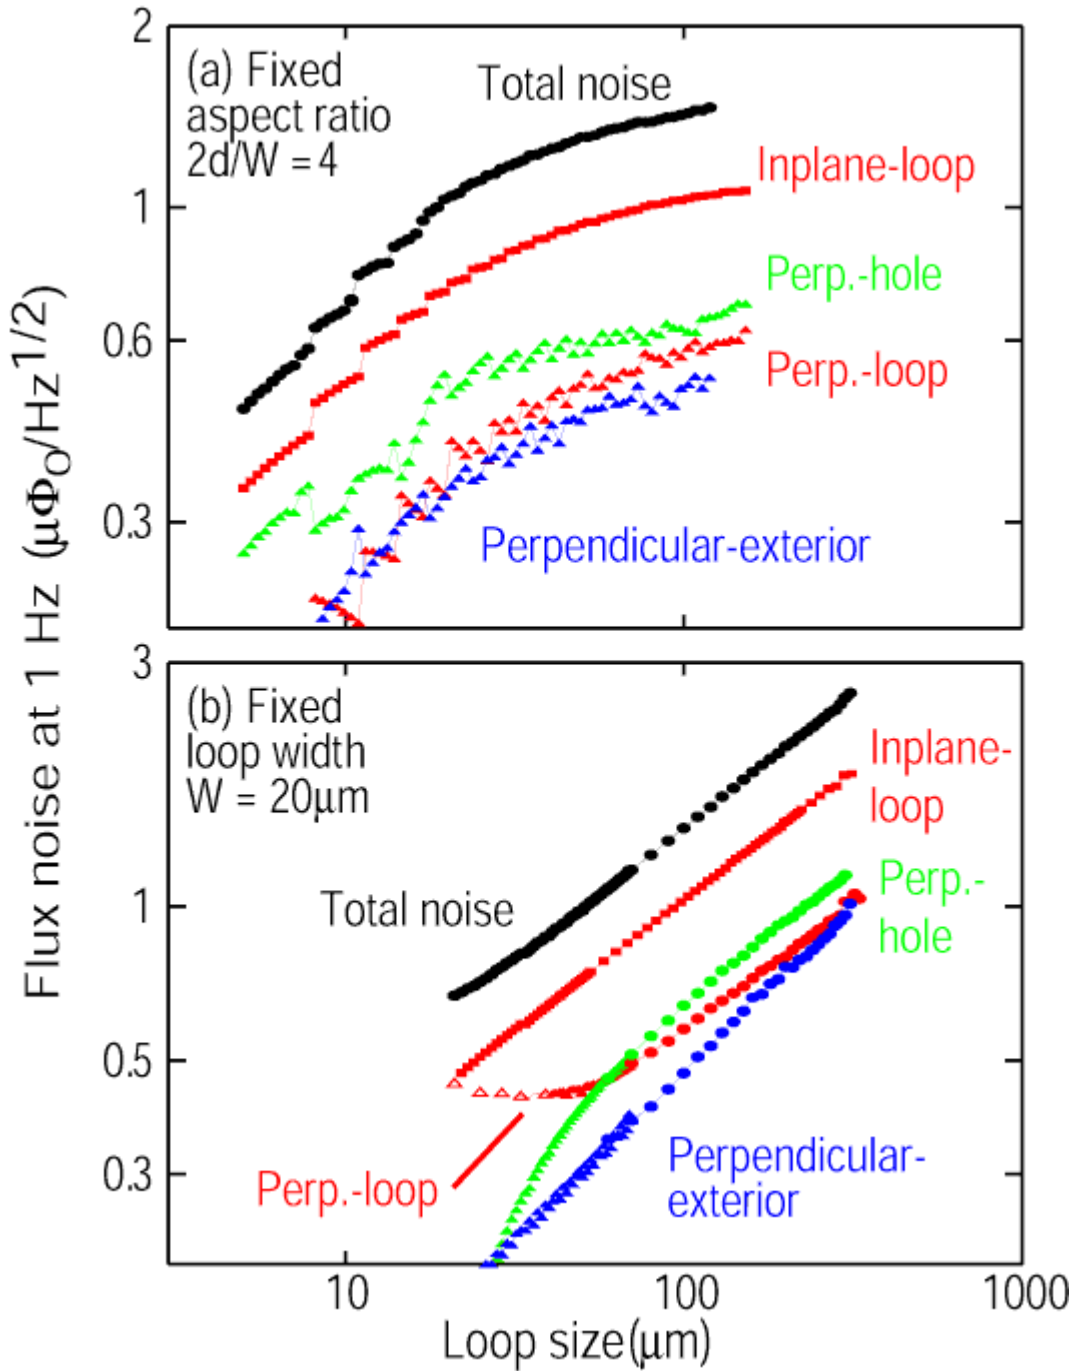 Flux noise at 1 Hz (μΦO/Hz1/2)
2
1
0.6
0.3
(a) Fixed
aspect ratio
2d/W = 4
Total noise
Inplane-loop
Perp.-hole
Perp.-loop
Perpendicular-exterior
3
1
0.5
0.3
(b) Fixed
loop width
W = 20μm
Total noise
Inplane-
loop
Perp.-
hole
Perp.-loop
Perpendicular-
exterior
10
100
1000
Loop size(μm)